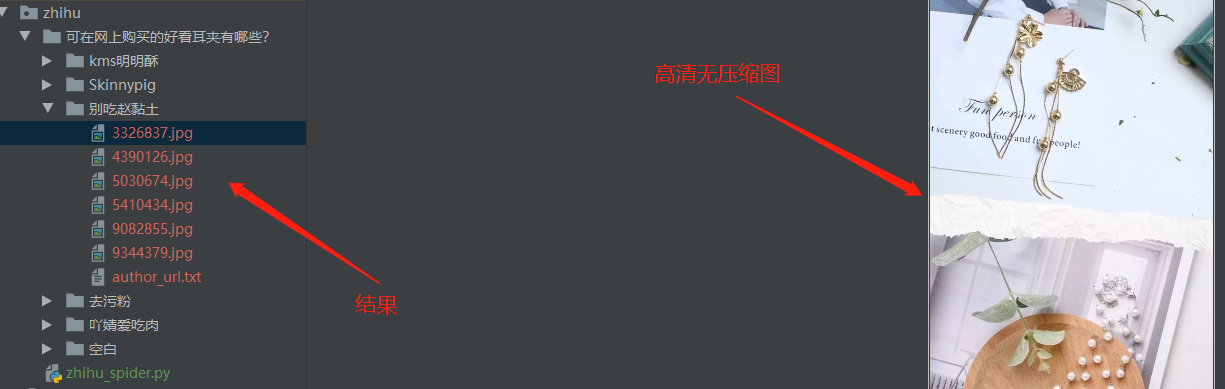 zhihu
可在网上购买的好看耳夹有哪些?
kms明明酥
Skinnypig
别吃赵黏土
3326837.jpg
4390126.jpg
5030674.jpg
5410434.jpg
9082855.jpg
9344379.jpg
author_url.txt
去污粉
吖婧爱吃肉
空白
zhihu_spider.py
结果
高清无压缩图
Fun person
t scenery good food and fun people!